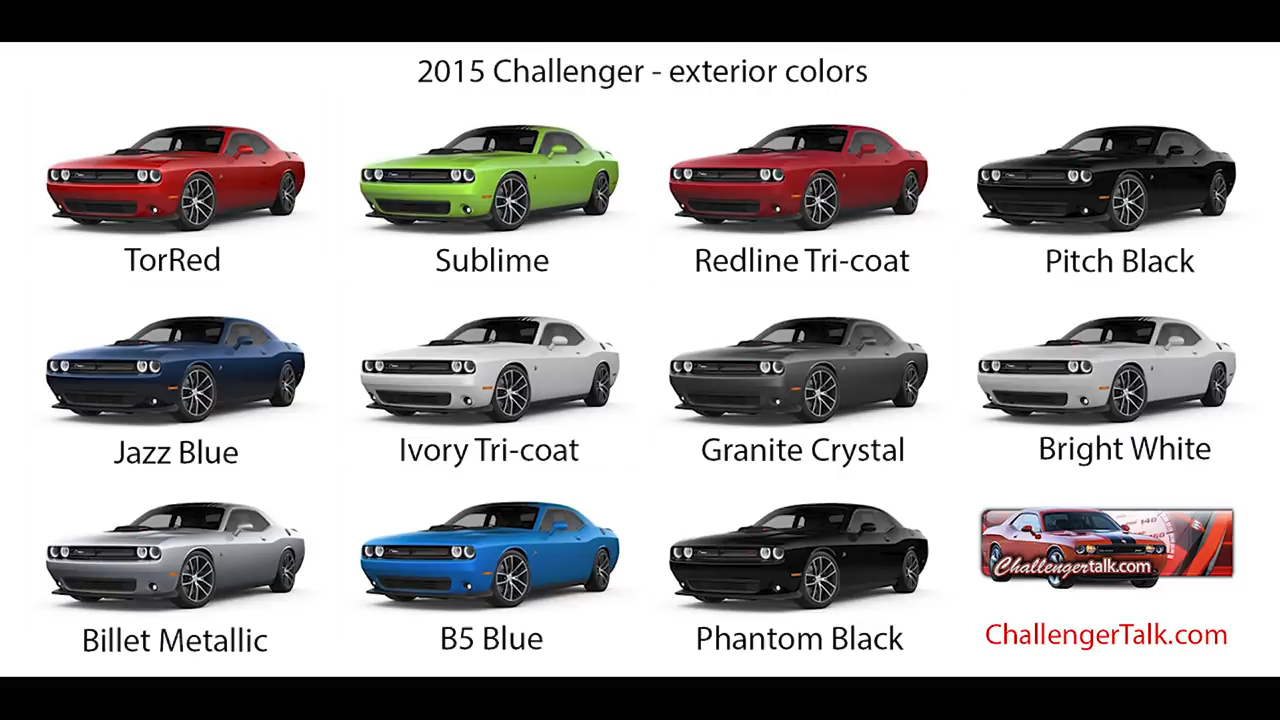 2015 Challenger - exterior colors
TorRed
Sublime
Redline Tri-coat
Pitch Black
Jazz Blue
Ivory Tri-coat
Granite Crystal
Bright White
Billet Metallic
B5 Blue
Phantom Black
Challengertalk.com
ChallengerTalk.com